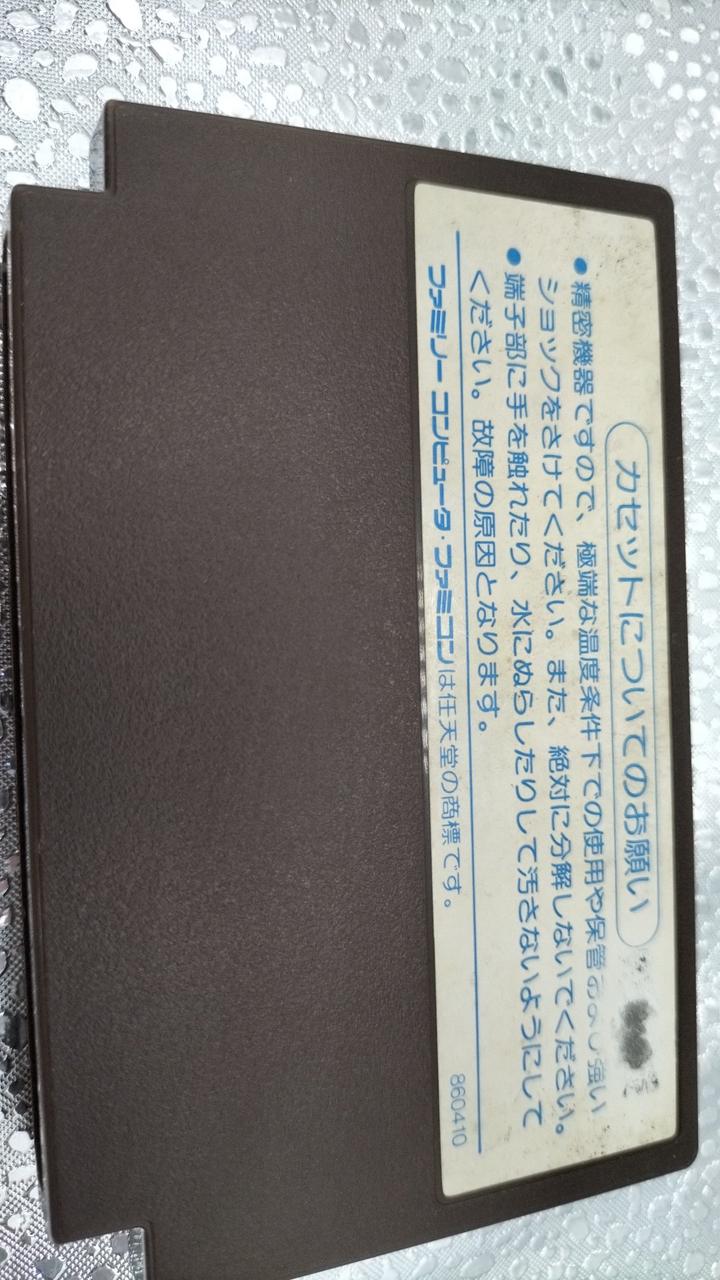 カセットについてのお願い
●精密機器ですので、極端な温度条件下での使用や保管および強い
ショックをさけてください。また、絶対に分解しないでください。
●端子部に手を触れたり、水にぬらしたりして汚さないようにして
ください。故障の原因となります。
ファミリー コンピュータ・ファミコンは任天堂の商標です。
860410